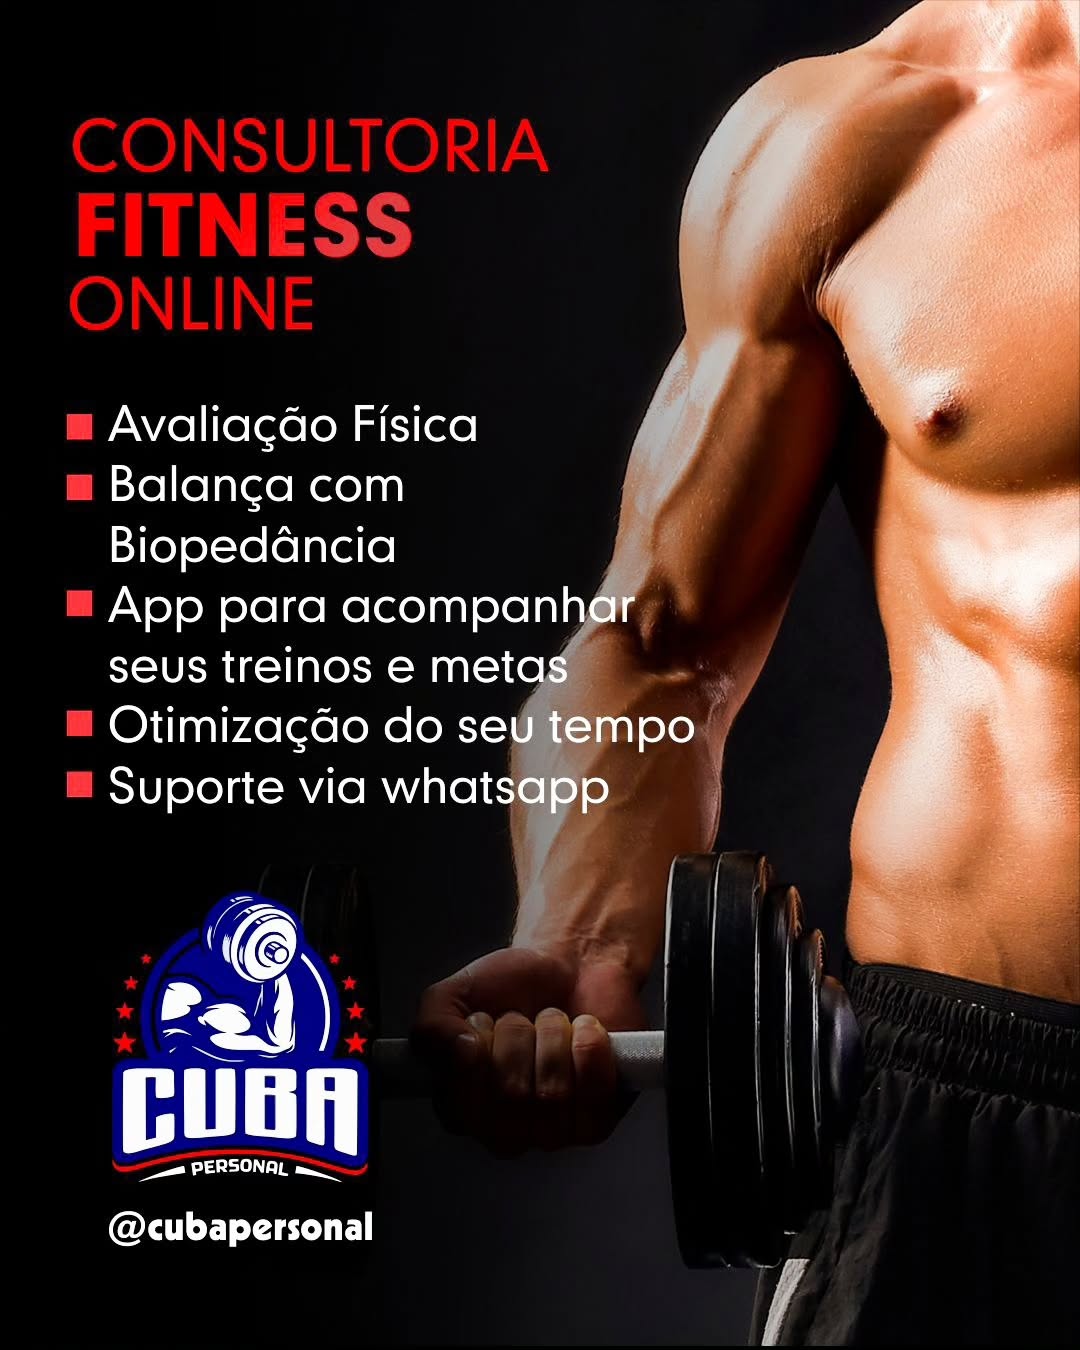 CONSULTORIA
FITNESS
ONLINE
Avaliação Física
Balança com
Biopedância
App para acompanhar
seus treinos e metas
Otimização do seu tempo
Suporte via whatsapp
CUBA
PERSONAL
@cubapersonal